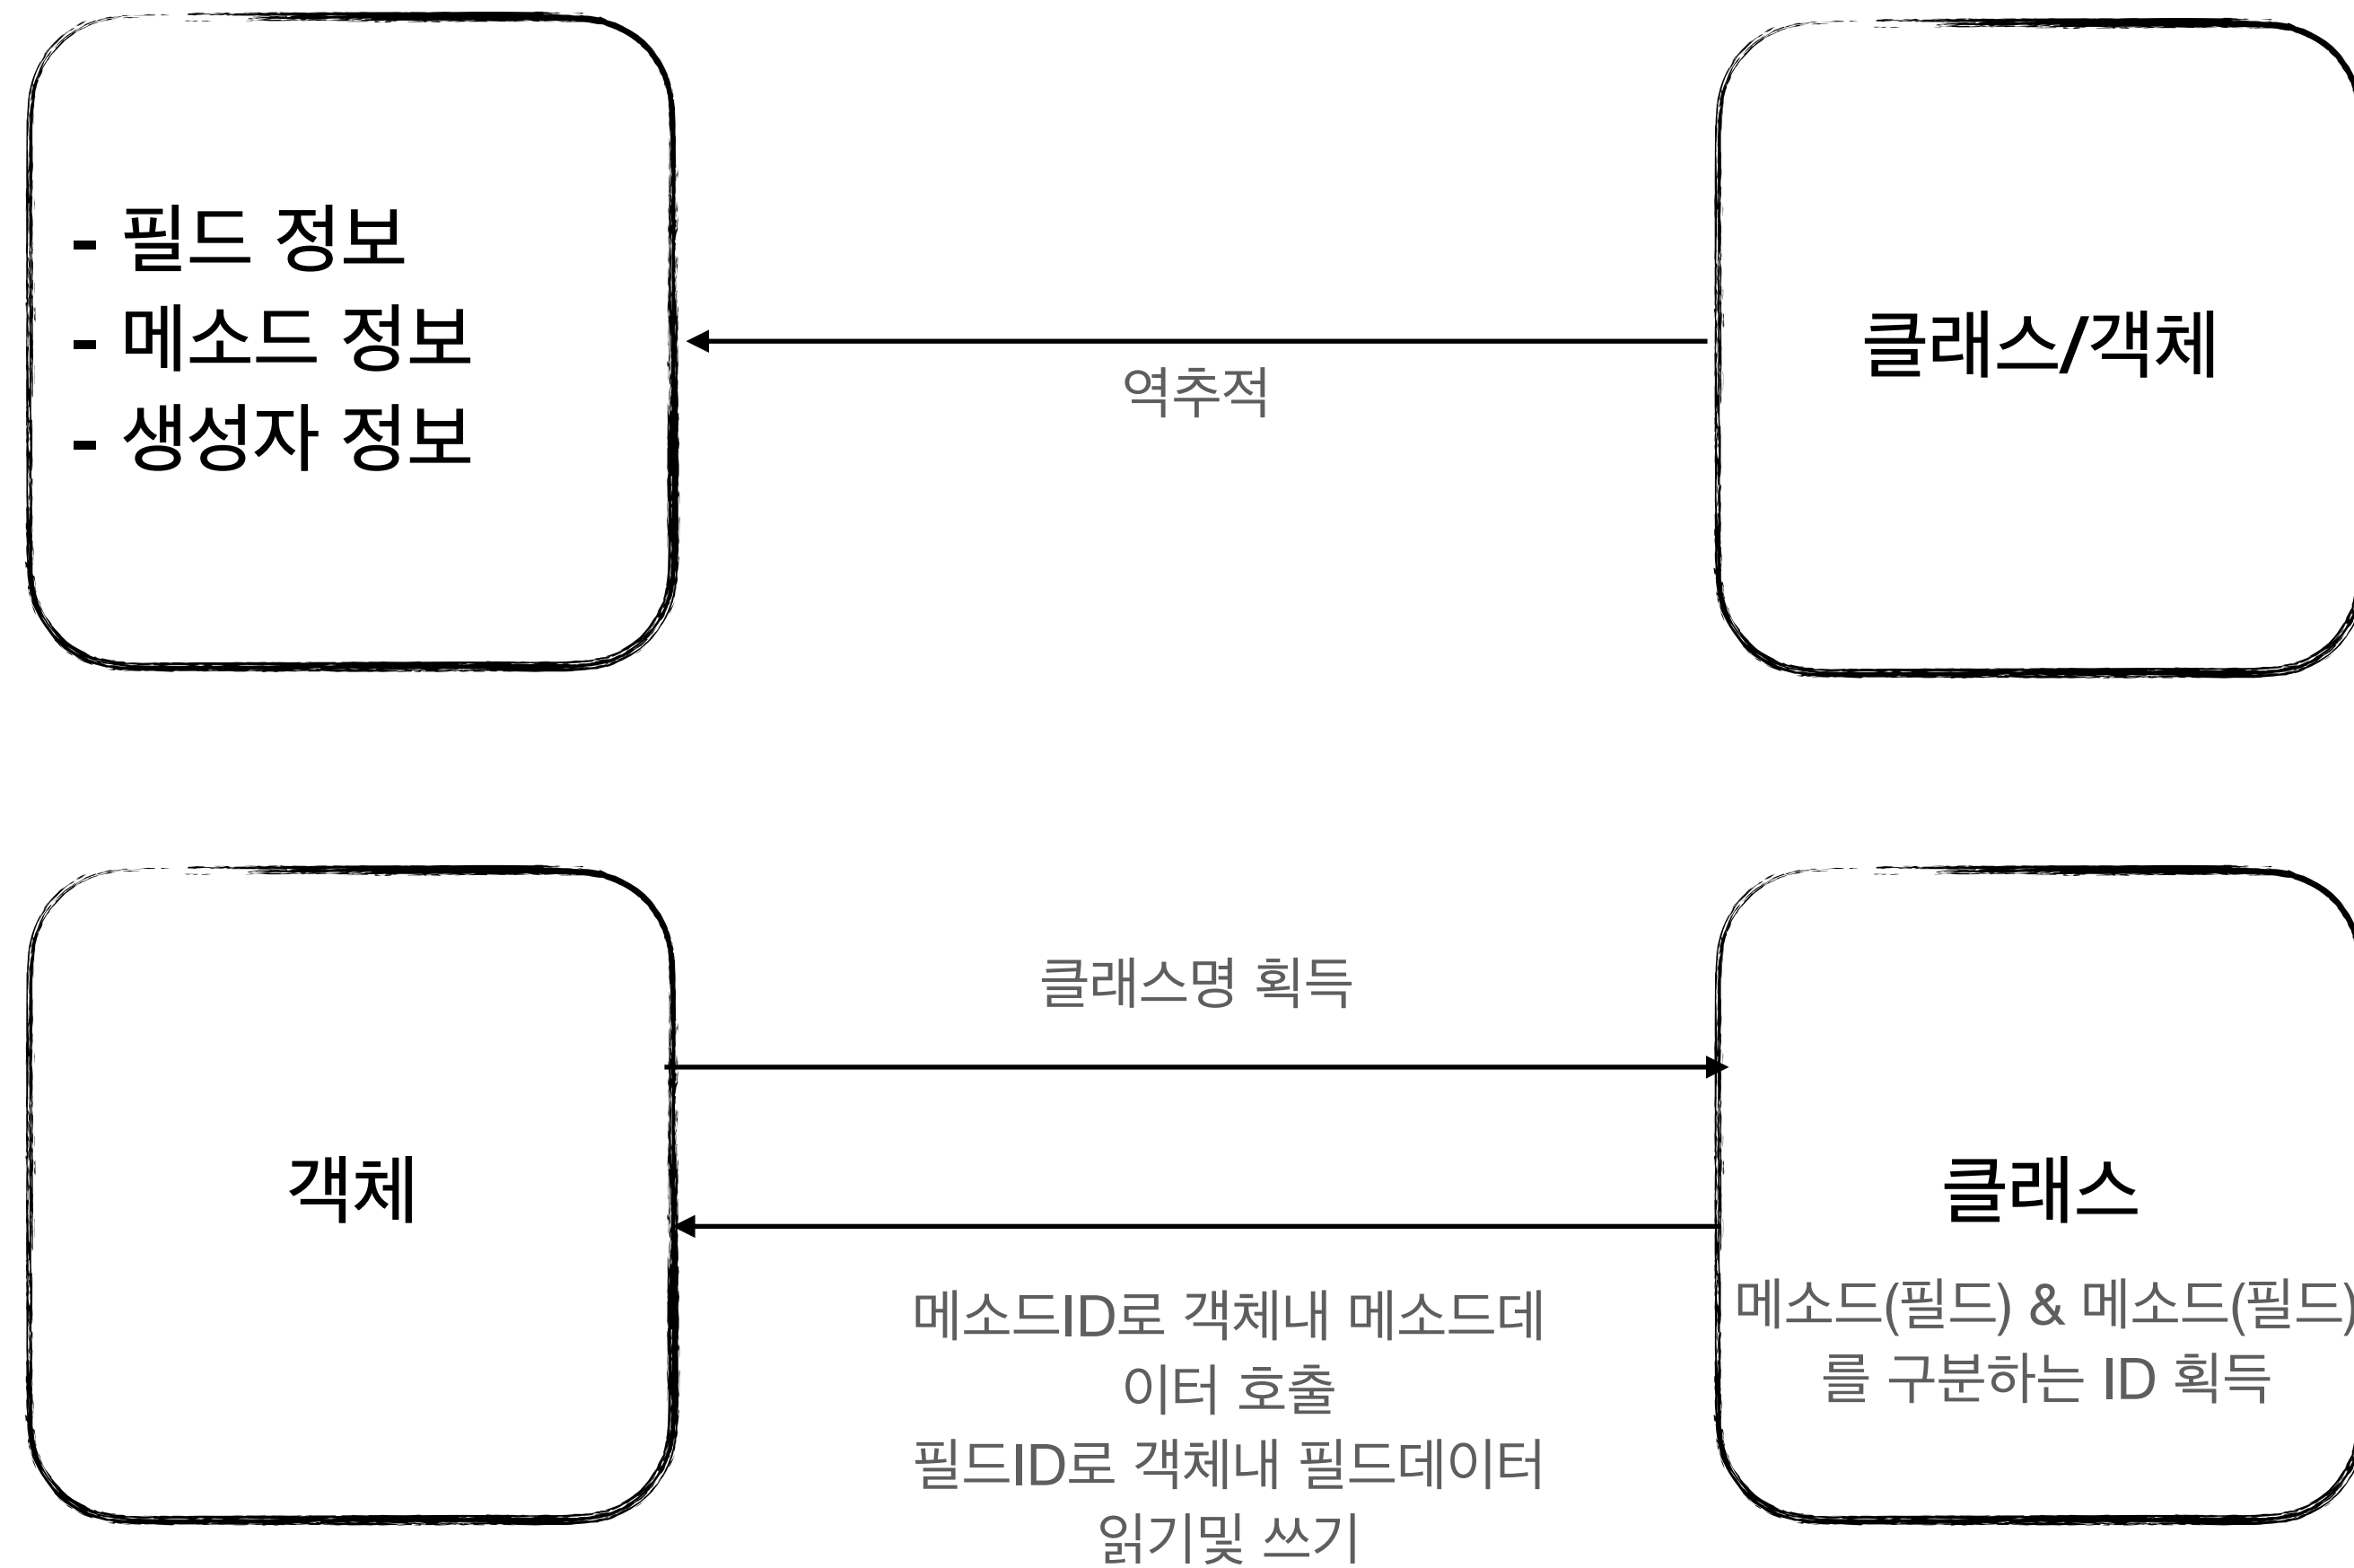 - 필드 정보
- 메소드 정보
- 생성자 정보
역추적
클래스/객체
클래스명 획득
객체
클래스
메소드(필드) & 메소드(필드)
를 구분하는 ID 획득
메소드ID로 객체내 메소드데
이터 호출
필드ID로 객체내 필드데이터
읽기및 쓰기